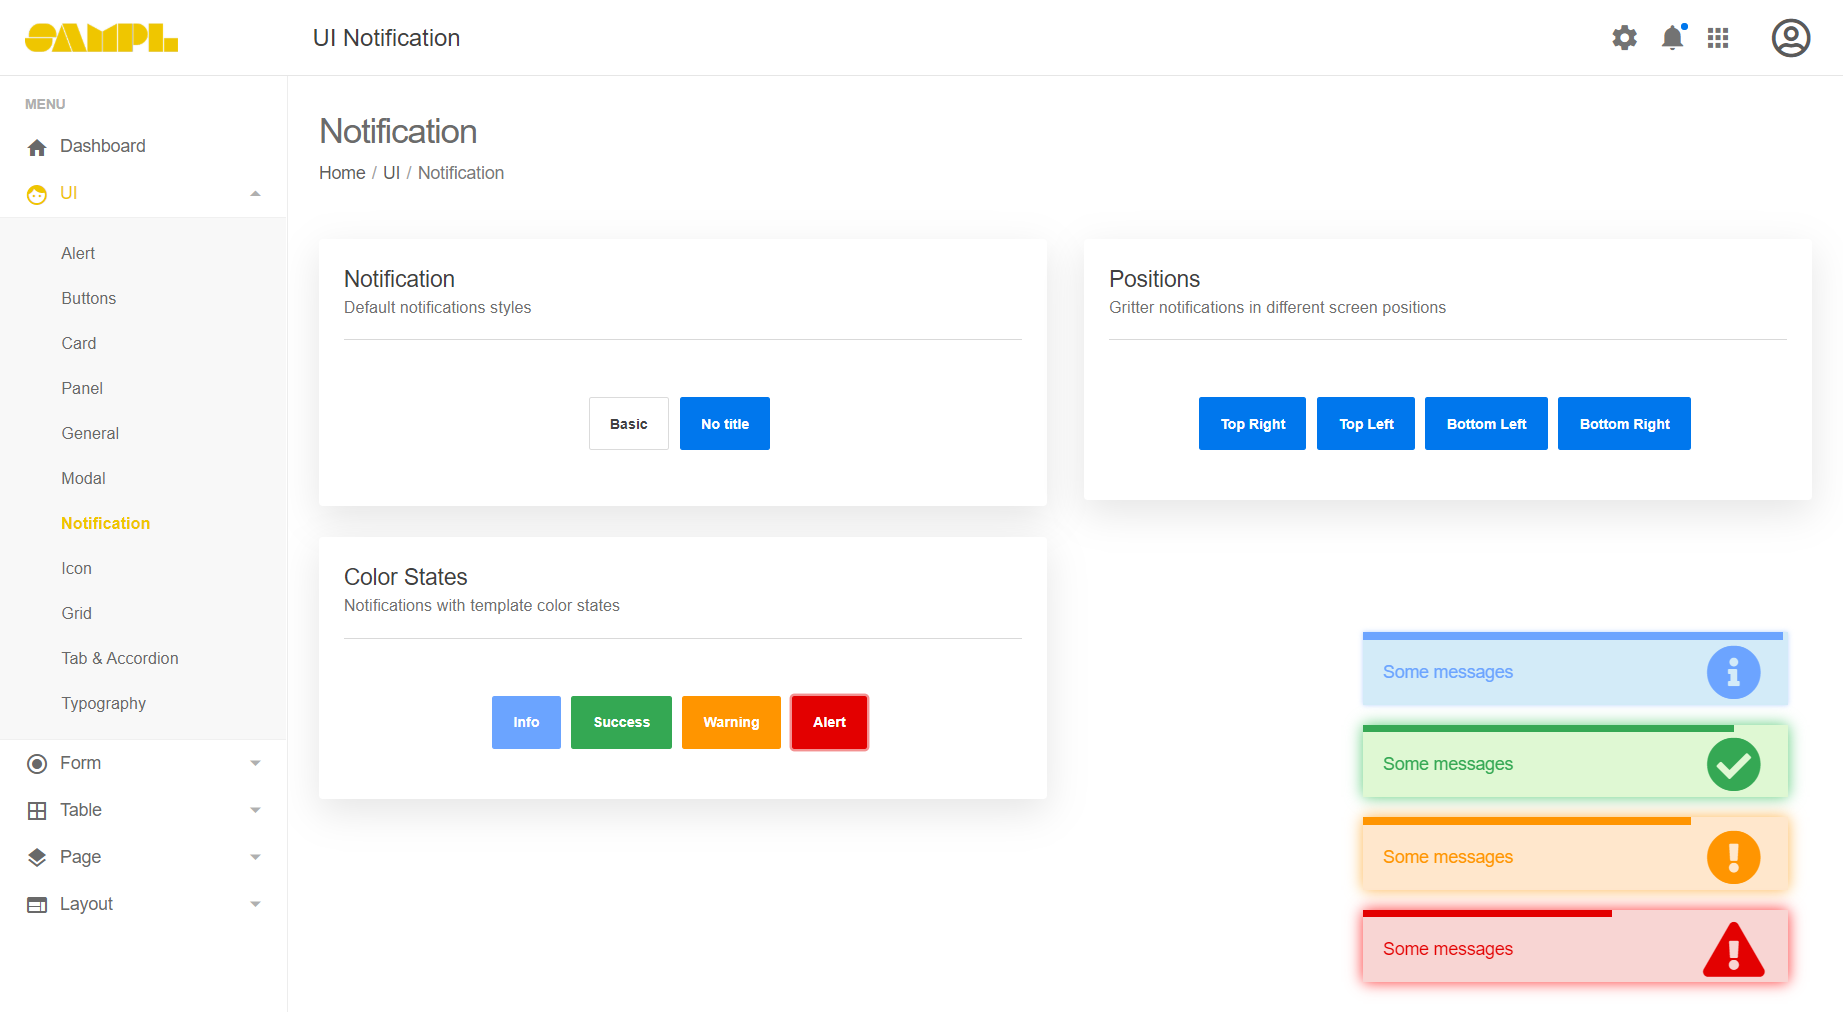 SAMPL
UI Notification
MENU
Dashboard
UI
Alert
Buttons
Card
Panel
General
Modal
Notification
Icon
Grid
Tab & Accordion
Typography
Form
Table
Page
Layout
Notification
Home / UI / Notification
Notification
Default notifications styles
Basic
No title
Positions
Gritter notifications in different screen positions
Top Right
Top Left
Bottom Left
Bottom Right
Color States
Notifications with template color states
Info
Success
Warning
Alert
Some messages
Some messages
Some messages
Some messages